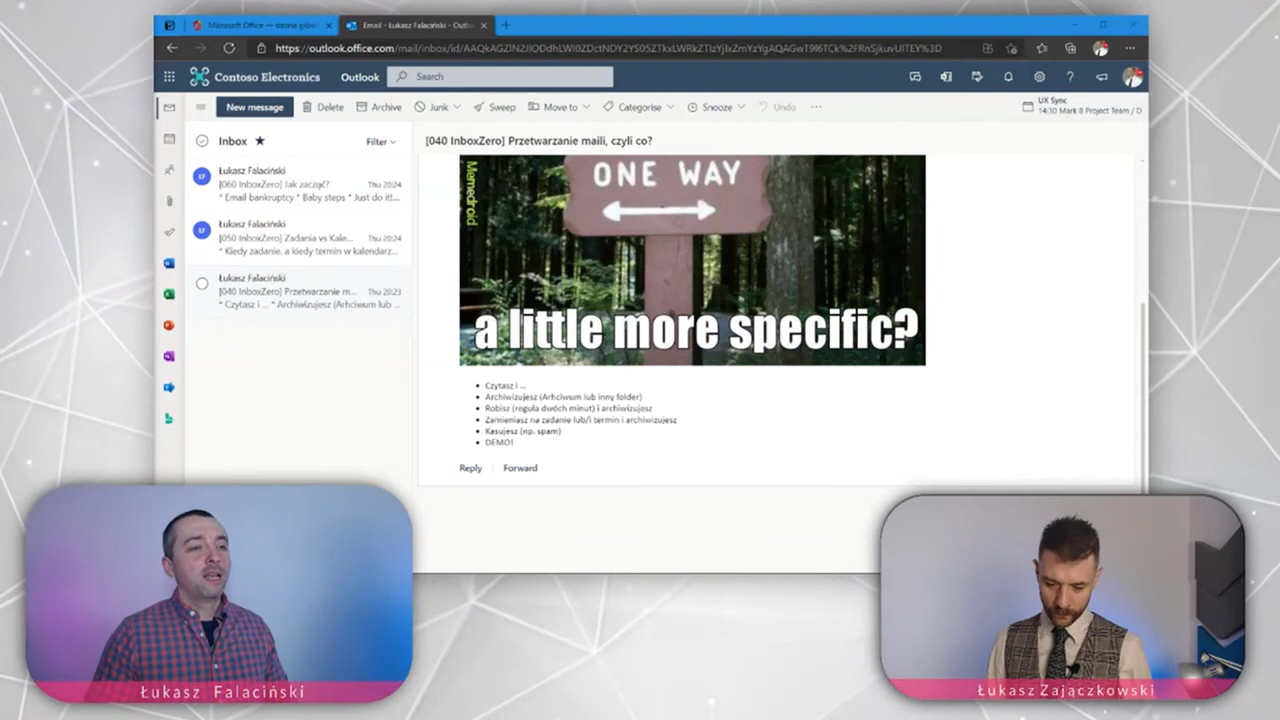 Microsoft Office — strona głów
Email - Łukasz Falaciński - Outlo
Contoso Electronics
Outlook
Search
New message
Delete
Archive
Junk
Sweep
Move to
Categorise
Snooze
Undo
UX Sync
14:30 Mark 8 Project Team / D
Inbox
Filter
[040 InboxZero] Przetwarzanie maili, czyli co?
Łukasz Falaciński
[060 InboxZero] Jak zacząć?
Thu 20:24
* Email bankruptcy * Baby steps * Just do it!...
Łukasz Falaciński
[050 InboxZero] Zadania vs Kale...
Thu 20:24
* Kiedy zadanie, a kiedy termin w kalendarz...
Łukasz Falaciński
[040 InboxZero] Przetwarzanie m...
Thu 20:23
* Czytasz i ... * Archiwizujesz (Arhciwum lub ...
Memedroid
ONE WAY
a little more specific?
Czytasz i ...
Archiwizujesz (Arhciwum lub inny folder)
Robisz (reguła dwóch minut) i archiwizujesz
Zamieniasz na zadanie lub/i termin i archiwizujesz
Kasujesz (np. spam)
DEMO!
Reply
Forward
Łukasz Falaciński
Łukasz Zajączkowski